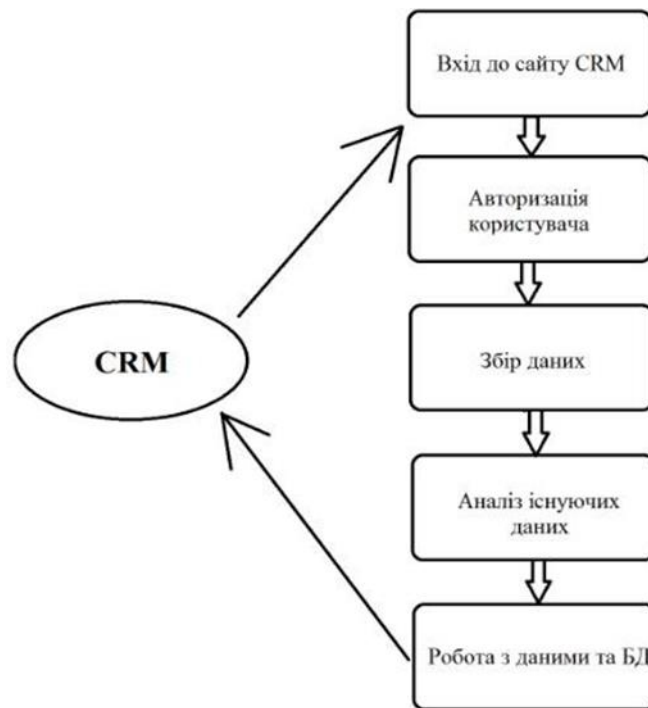 Вхід до сайту CRM
Авторизація
користувача
CRM
Збір даних
Аналіз існуючих
даних
Робота з даними та БД